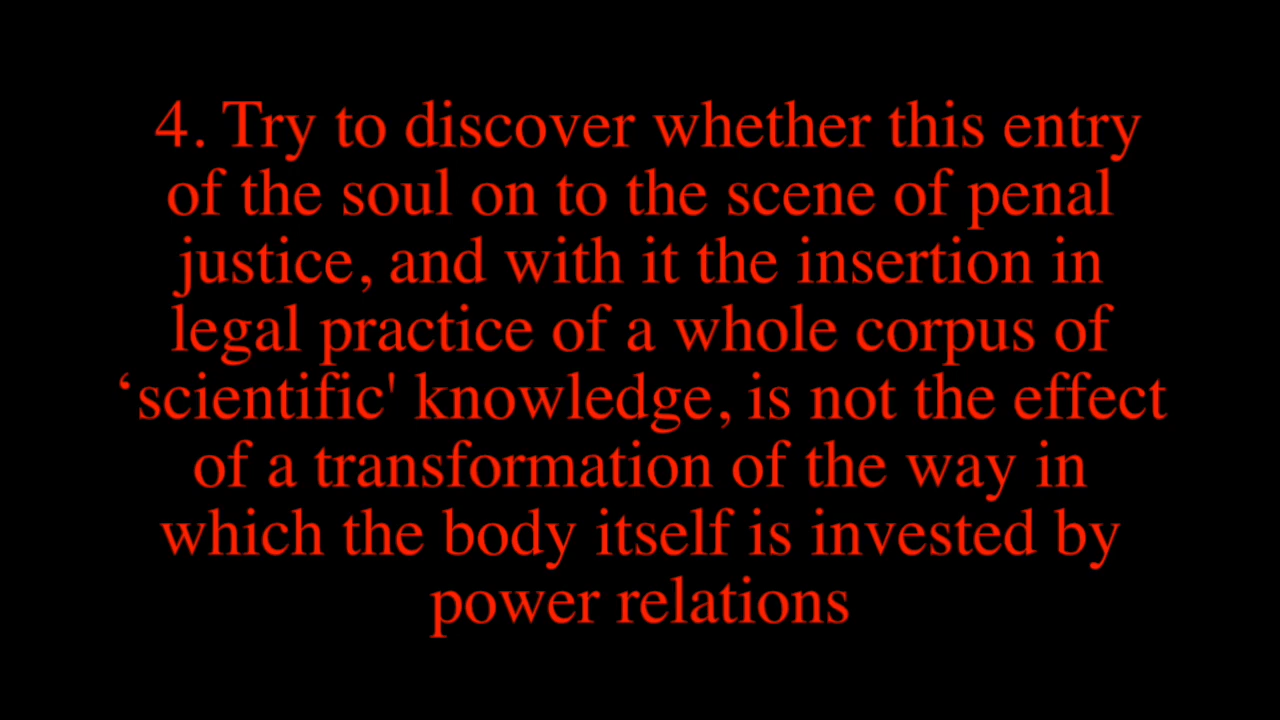 4. Try to discover whether this entry
of the soul on to the scene of penal
justice, and with it the insertion in
legal practice of a whole corpus of
‘scientific' knowledge, is not the effect
of a transformation of the way in
which the body itself is invested by
power relations